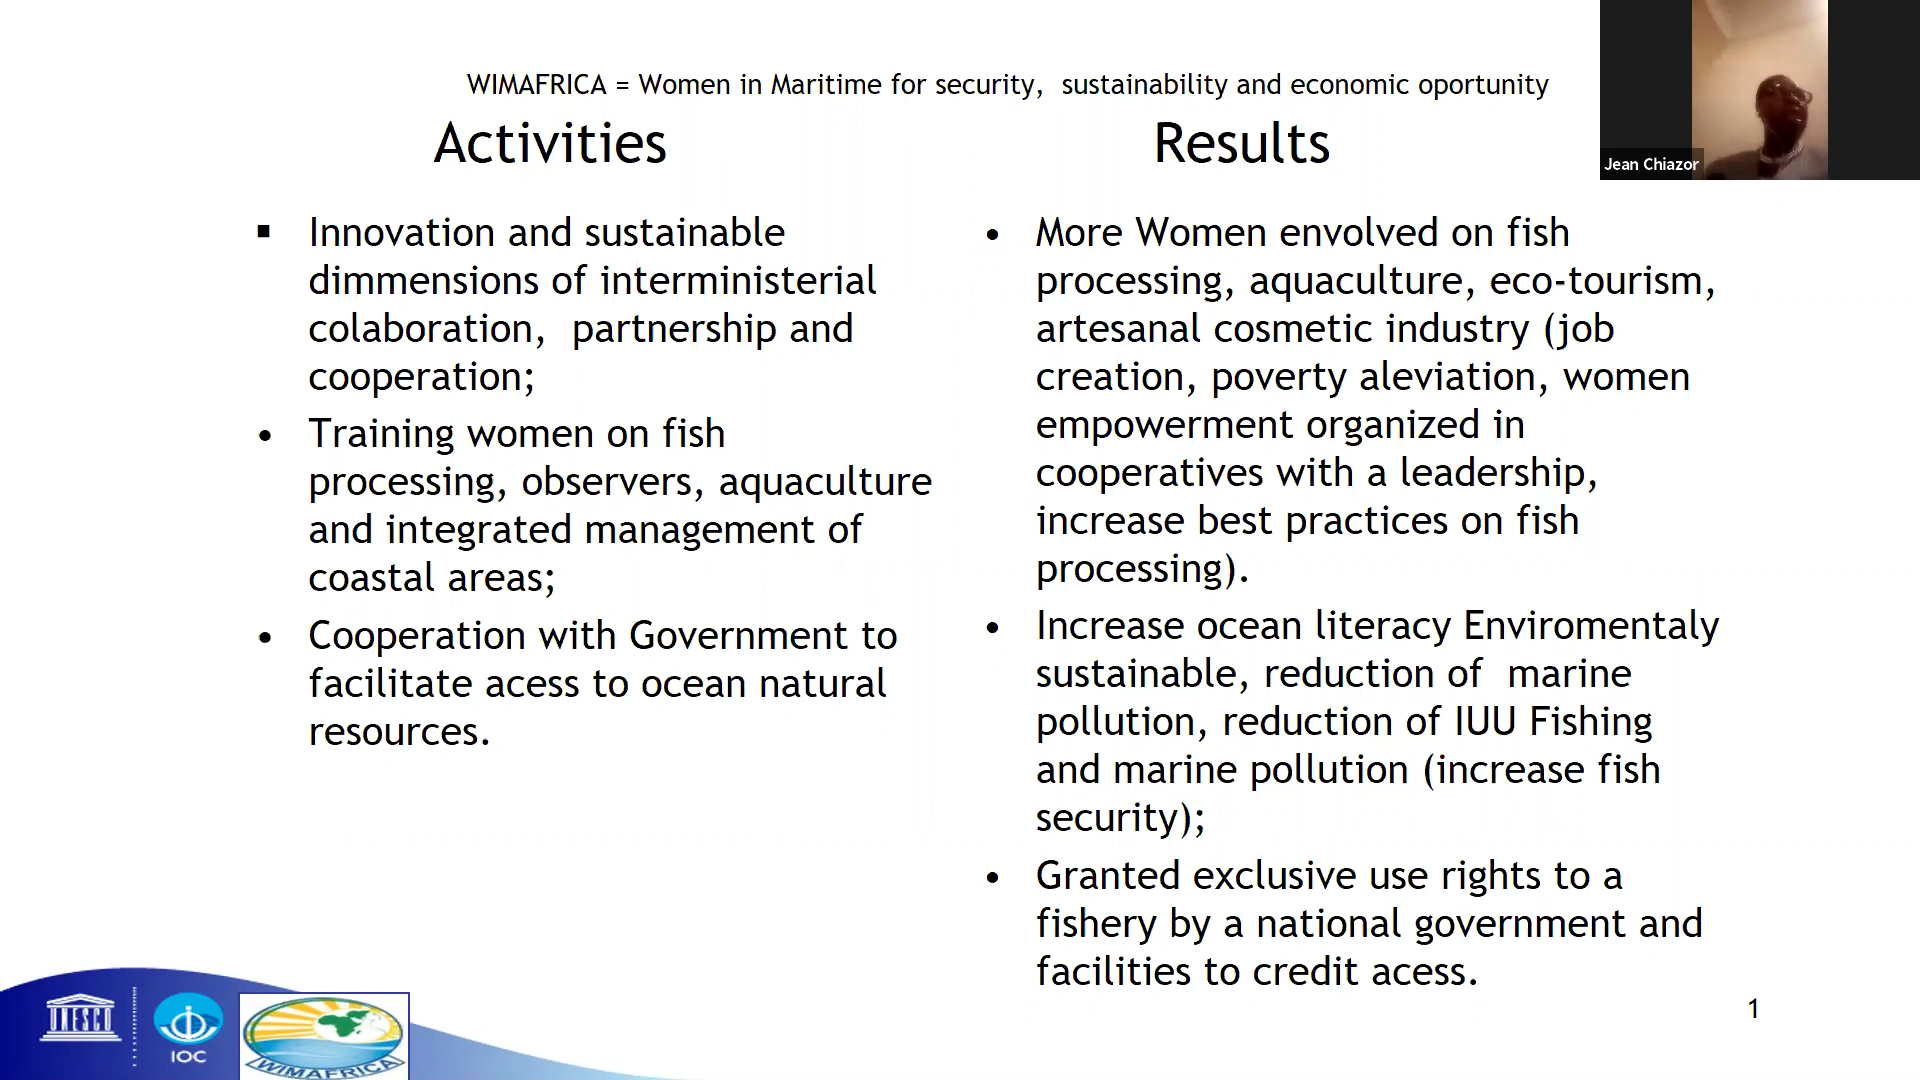 WIMAFRICA = Women in Maritime for security,  sustainability and economic oportunity
Jean Chiazor
Activities
▪ Innovation and sustainable
dimmensions of interministerial
colaboration,  partnership and
cooperation;
• Training women on fish
processing, observers, aquaculture
and integrated management of
coastal areas;
• Cooperation with Government to
facilitate acess to ocean natural
resources.
Results
• More Women envolved on fish
processing, aquaculture, eco-tourism,
artesanal cosmetic industry (job
creation, poverty aleviation, women
empowerment organized in
cooperatives with a leadership,
increase best practices on fish
processing).
• Increase ocean literacy Enviromentaly
sustainable, reduction of  marine
pollution, reduction of IUU Fishing
and marine pollution (increase fish
security);
• Granted exclusive use rights to a
fishery by a national government and
facilities to credit acess.
1
UNESCO
IOC
WIMAFRICA